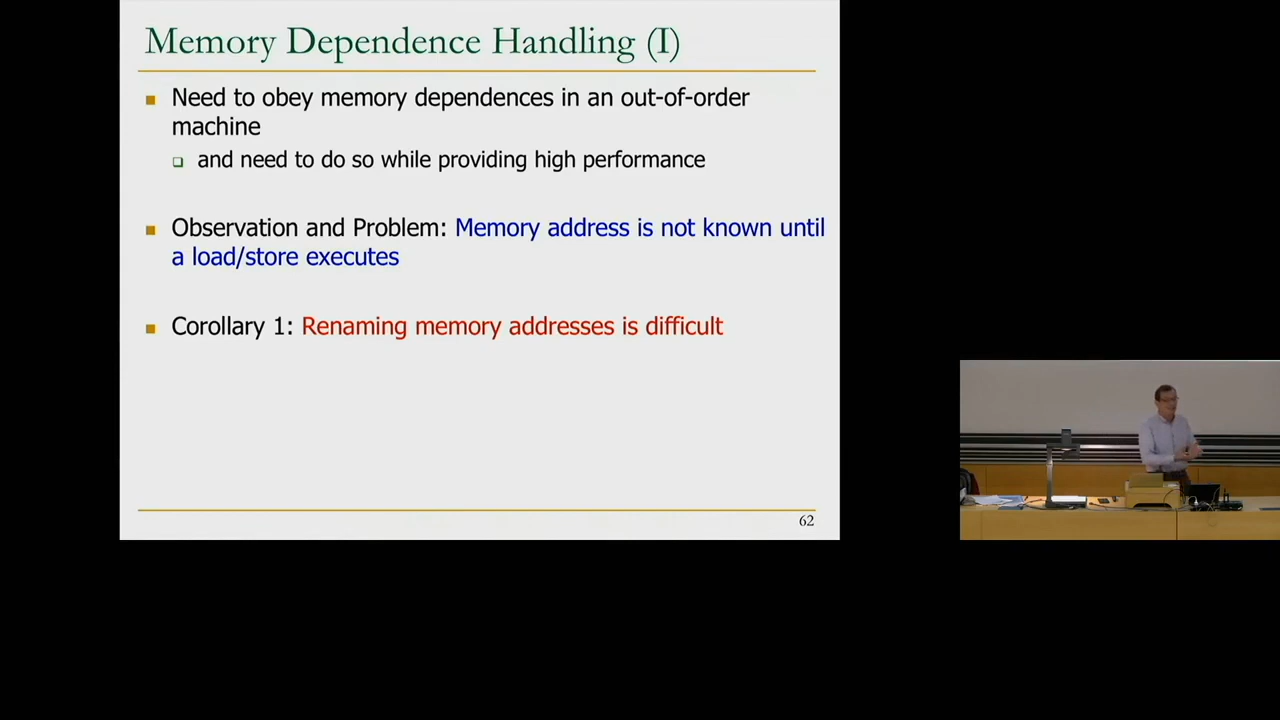 Memory Dependence Handling (I)
Need to obey memory dependences in an out-of-order
machine
and need to do so while providing high performance
Observation and Problem: Memory address is not known until
a load/store executes
Corollary 1: Renaming memory addresses is difficult
62